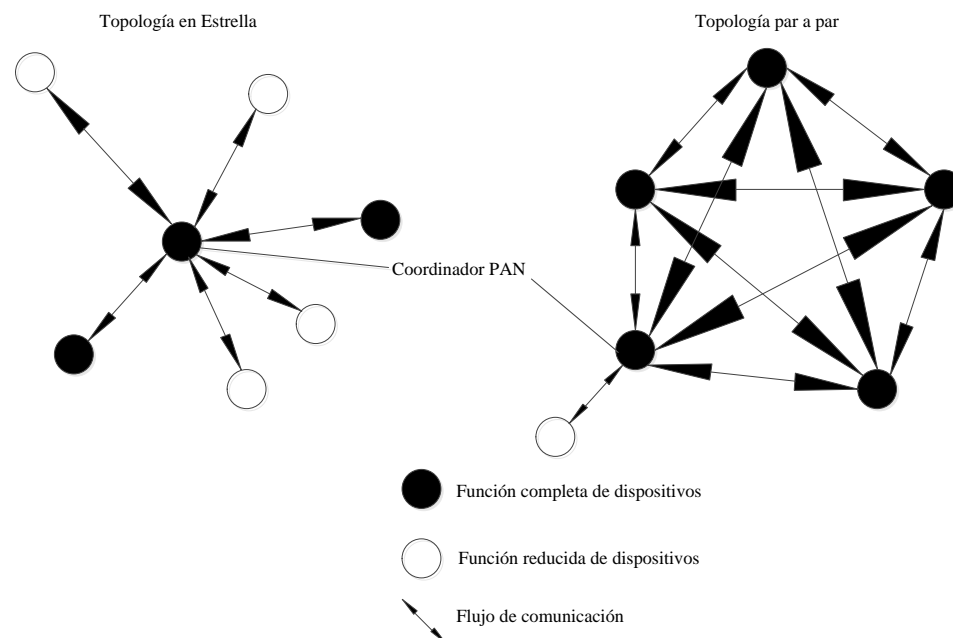 Topología en Estrella
Topología par a par
Coordinador PAN
Función completa de dispositivos
Función reducida de dispositivos
Flujo de comunicación